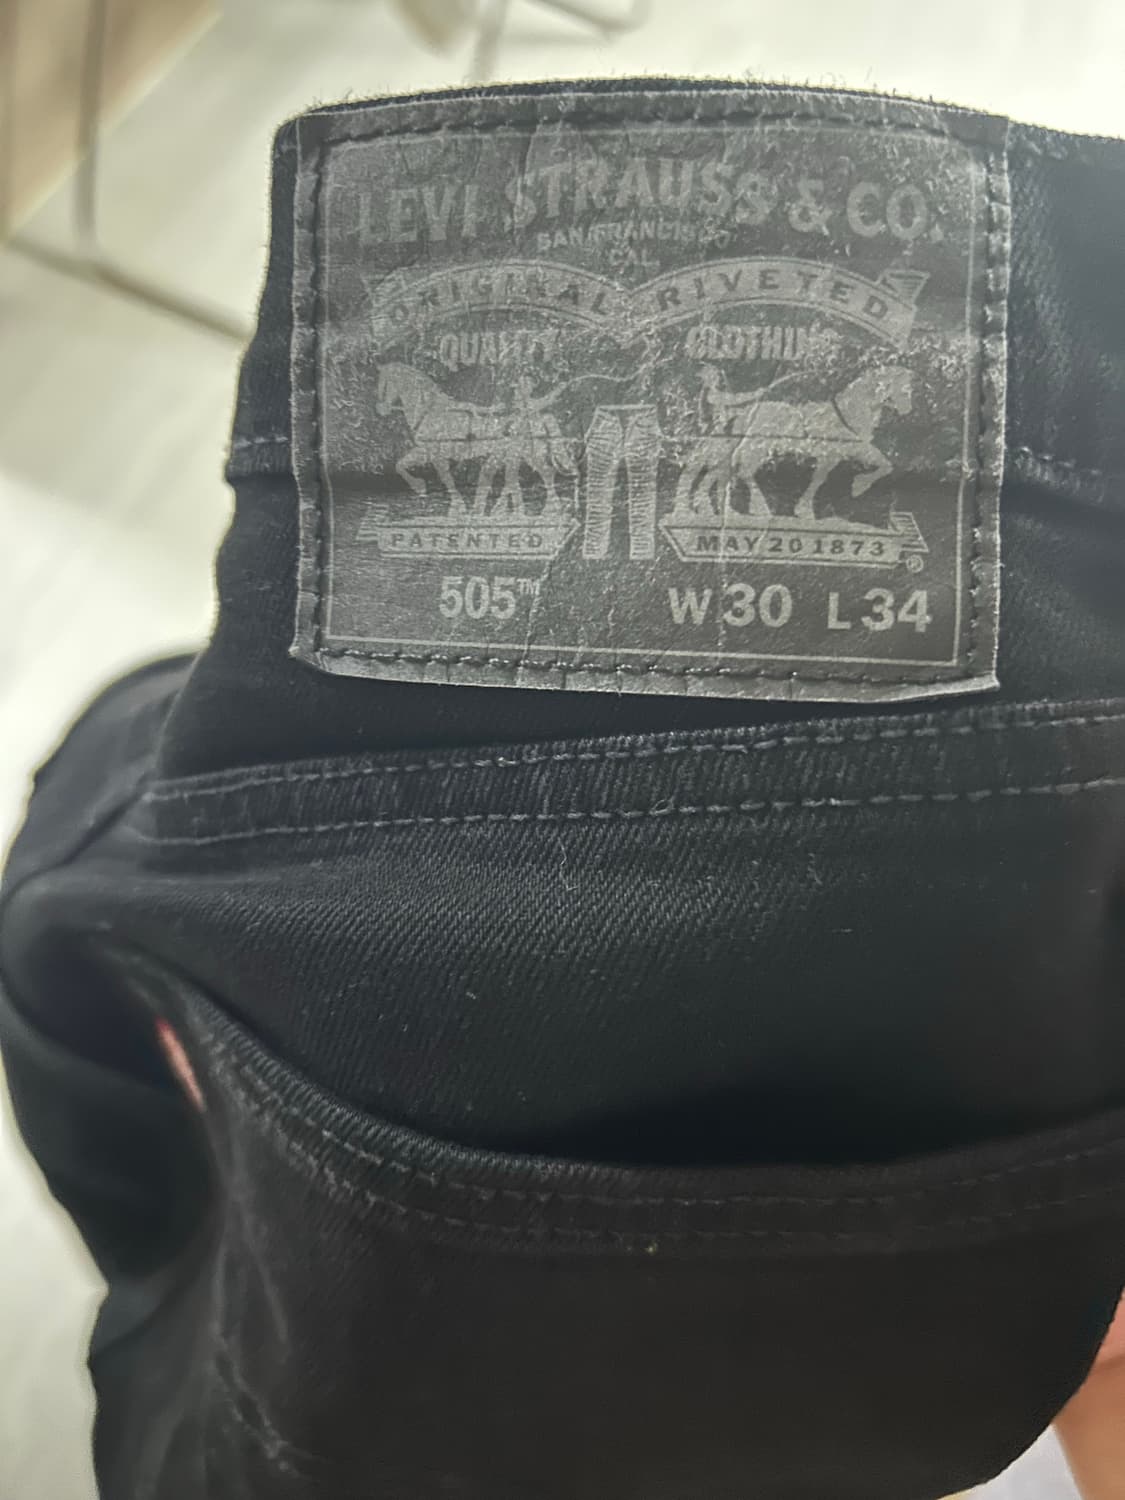 LEVI STRAUSS & CO.
SAN FRANCISCO
CAL.
ORIGINAL RIVETED
QUALITY CLOTHING
PATENTED MAY 20 1873 ®
505™ W30 L34